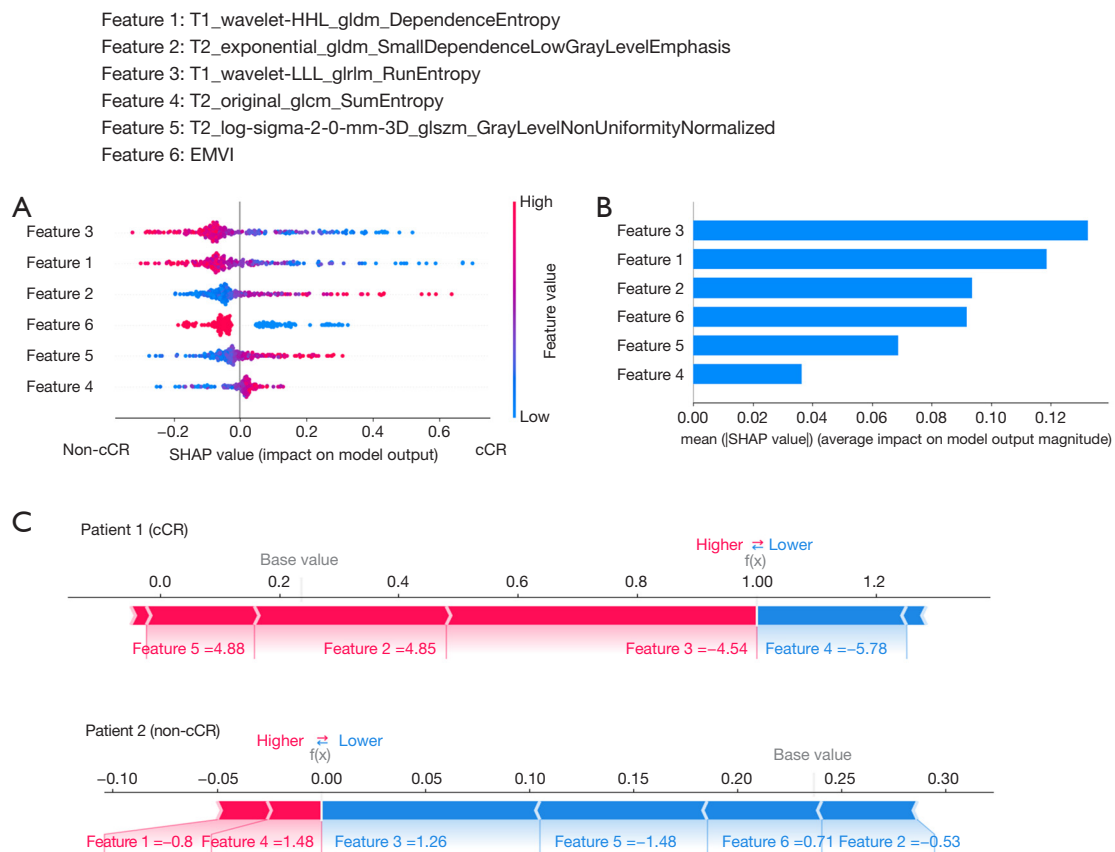 Feature 1: T1_wavelet-HHL_gldm_DependenceEntropy
Feature 2: T2_exponential_gldm_SmallDependenceLowGrayLevelEmphasis
Feature 3: T1_wavelet-LLL_glrlm_RunEntropy
Feature 4: T2_original_glcm_SumEntropy
Feature 5: T2_log-sigma-2-0-mm-3D_glszm_GrayLevelNonUniformityNormalized
Feature 6: EMVI
A
High
Feature 3
Feature 1
Feature 2
Feature 6
Feature 5
Feature 4
Feature value
Low
−0.2 0.0 0.2 0.4 0.6
Non-cCR SHAP value (impact on model output) cCR
B
Feature 3
Feature 1
Feature 2
Feature 6
Feature 5
Feature 4
0.00 0.02 0.04 0.06 0.08 0.10 0.12
mean (|SHAP value|) (average impact on model output magnitude)
C
Patient 1 (cCR)
Higher ⇄ Lower
Base value f(x)
0.0 0.2 0.4 0.6 0.8 1.00 1.2
Feature 5 =4.88 Feature 2 =4.85 Feature 3 =−4.54 Feature 4 =−5.78
Patient 2 (non-cCR)
Higher ⇄ Lower
f(x) Base value
−0.10 −0.05 0.00 0.05 0.10 0.15 0.20 0.25 0.30
Feature 1 =−0.8 Feature 4 =1.48 Feature 3 =1.26 Feature 5 =−1.48 Feature 6 =0.71 Feature 2 =−0.53